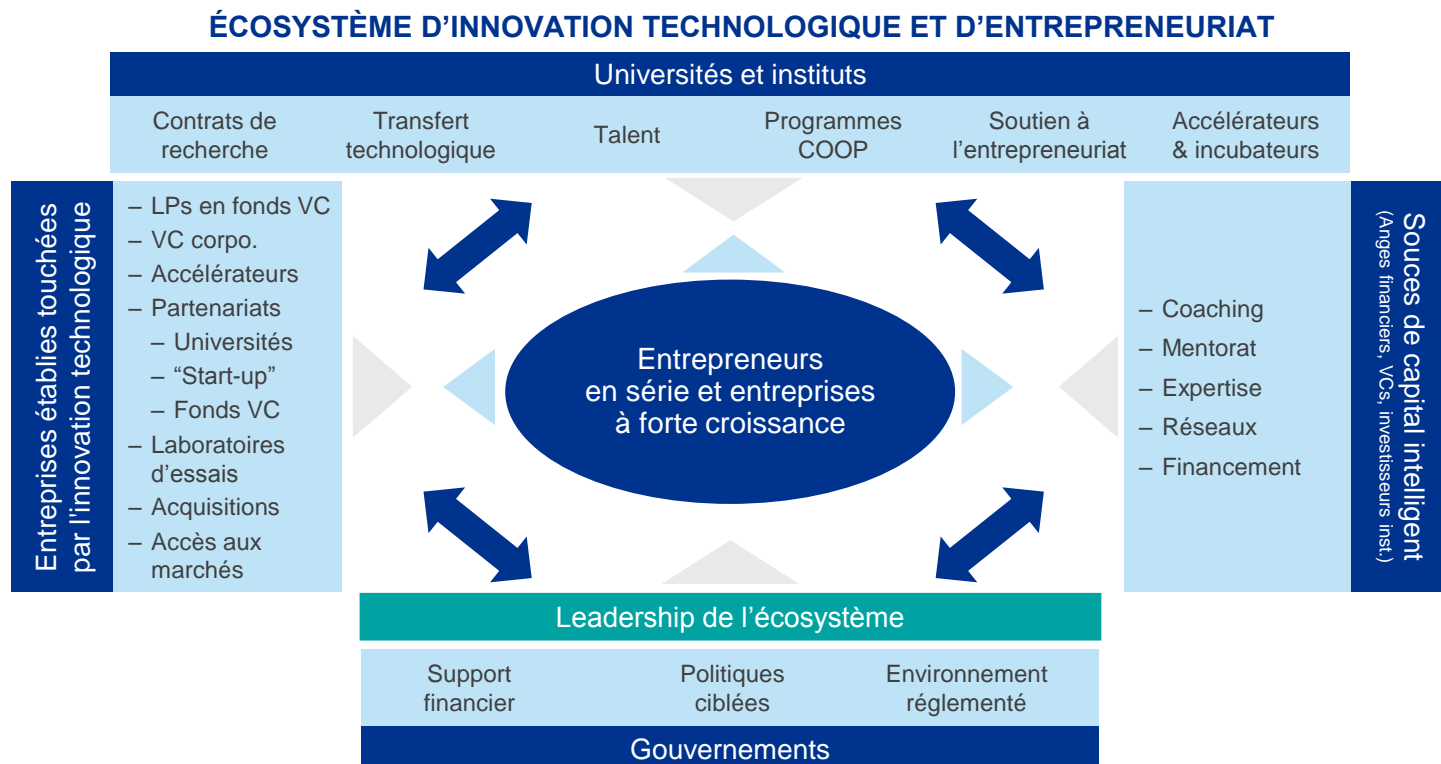 ÉCOSYSTÈME D'INNOVATION TECHNOLOGIQUE ET D'ENTREPRENEURIAT
Universités et instituts
Contrats de
recherche
Transfert
technologique
Talent
Programmes
COOP
Soutien à
l'entrepreneuriat
Accélérateurs
& incubateurs
Entreprises établies touchées
par l'innovation technologique
– LPs en fonds VC
– VC corpo.
– Accélérateurs
– Partenariats
– Universités
– “Start-up”
– Fonds VC
– Laboratoires
d'essais
– Acquisitions
– Accès aux
marchés
Entrepreneurs
en série et entreprises
à forte croissance
– Coaching
– Mentorat
– Expertise
– Réseaux
– Financement
Souces de capital intelligent
(Anges financiers, VCs, investisseurs inst.)
Leadership de l’écosystème
Support
financier
Politiques
ciblées
Environnement
réglementé
Gouvernements